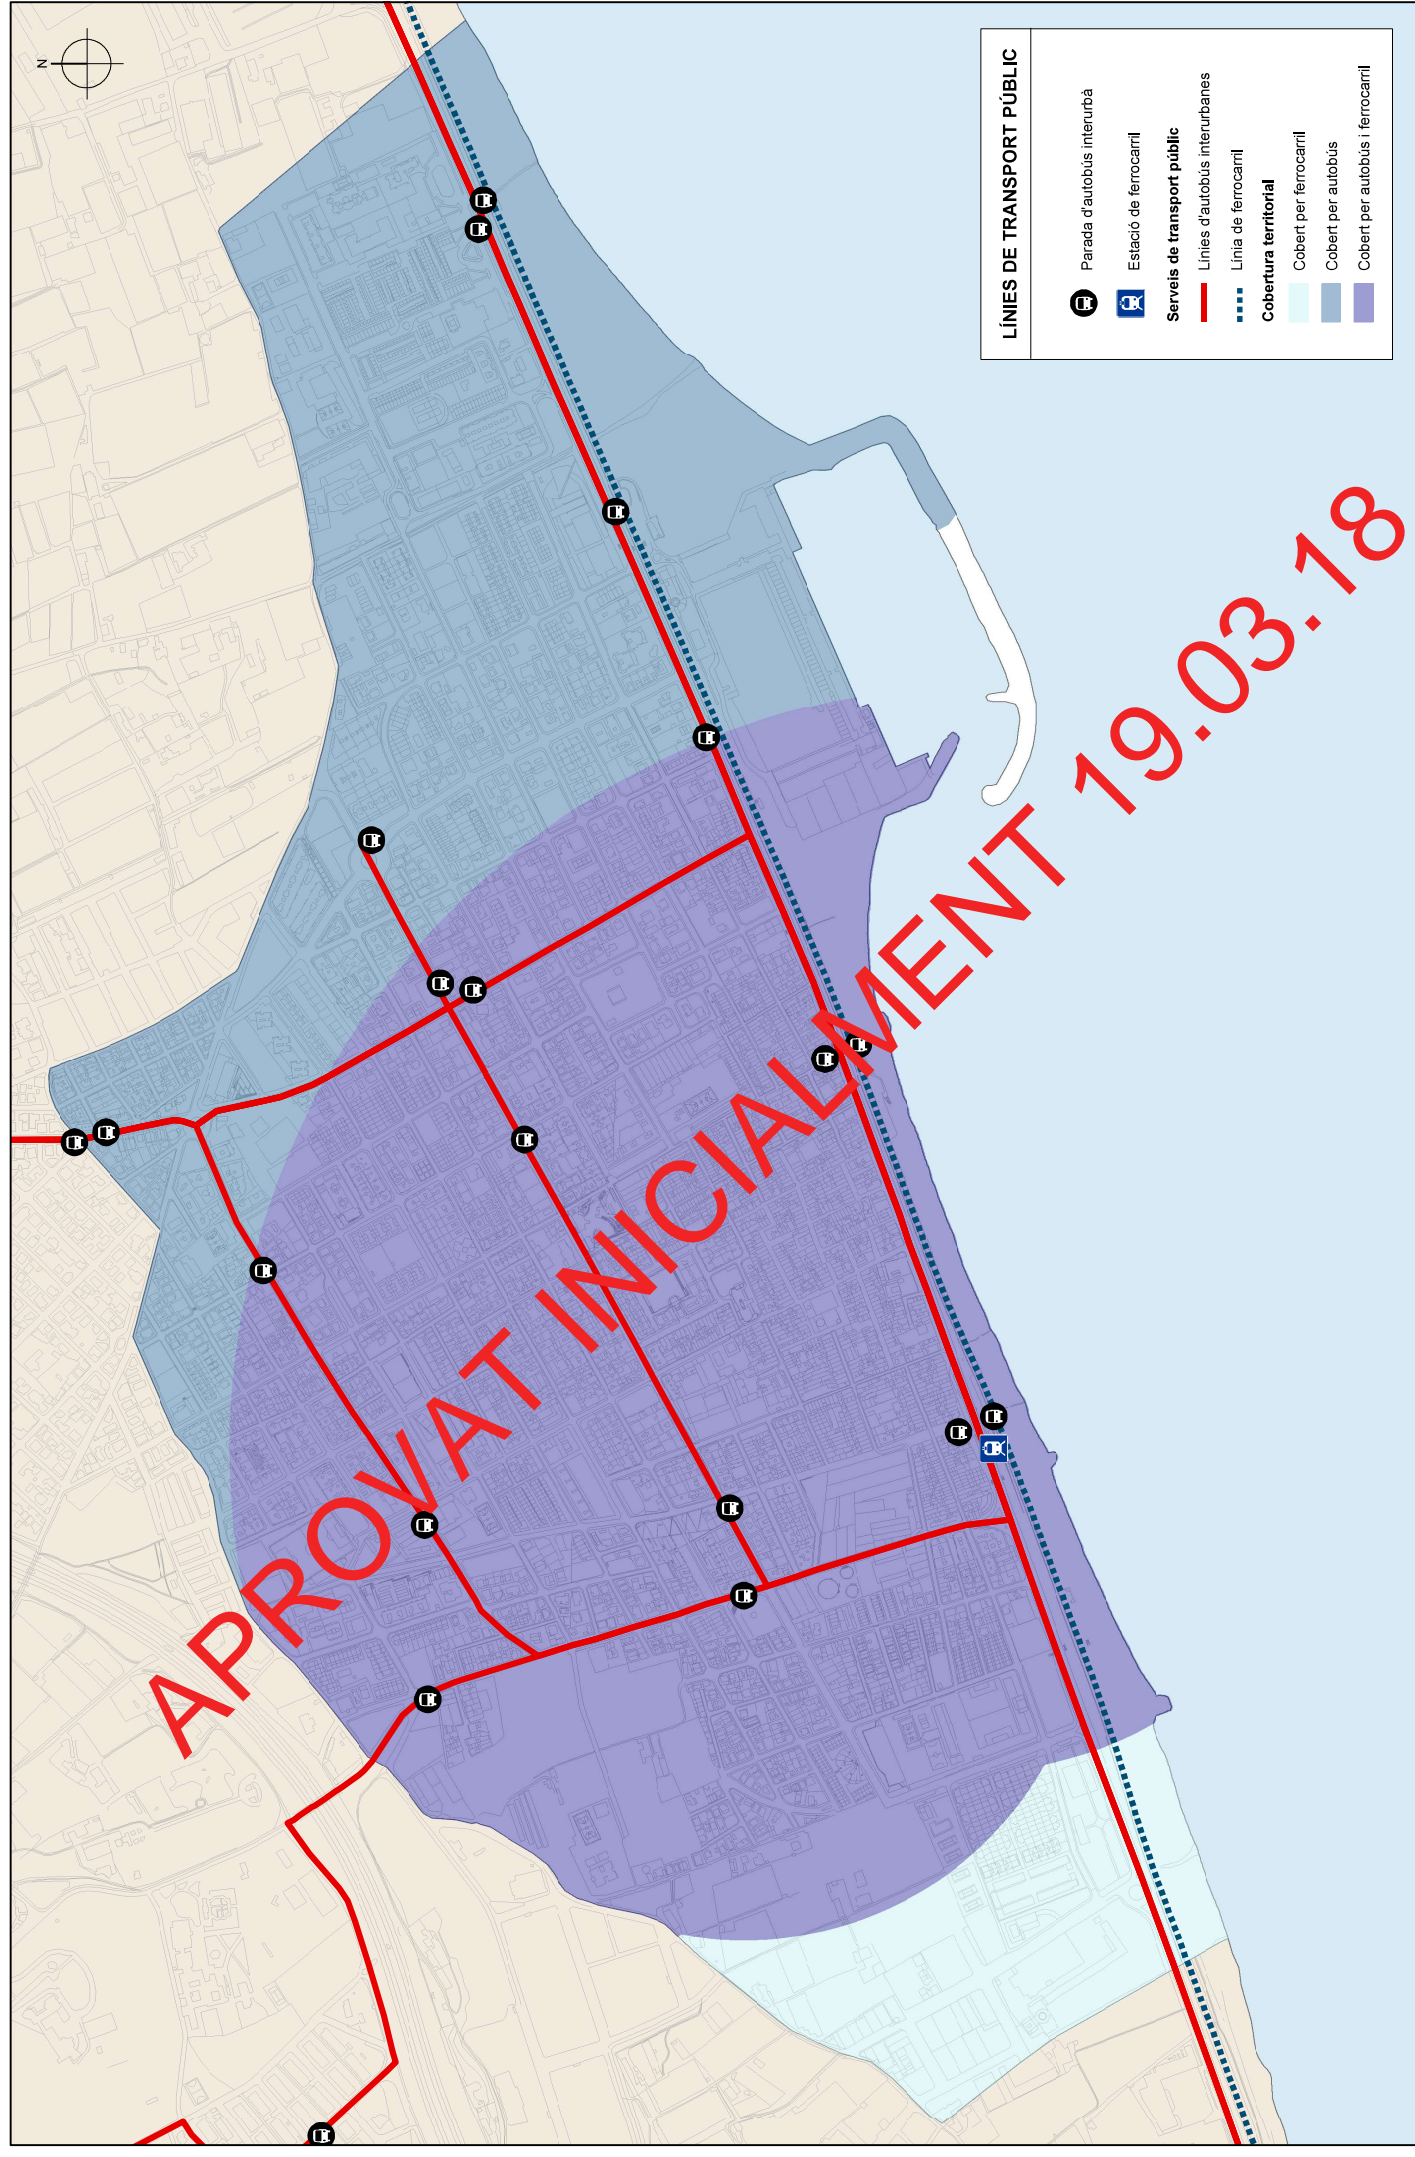 N
LÍNIES DE TRANSPORT PÚBLIC
Parada d'autobús interurbà
Estació de ferrocarril
Serveis de transport públic
Línies d'autobús interurbanes
Línia de ferrocarril
Cobertura territorial
Cobert per ferrocarril
Cobert per autobús
Cobert per autobús i ferrocarril
APROVAT INICIALMENT 19.03.18